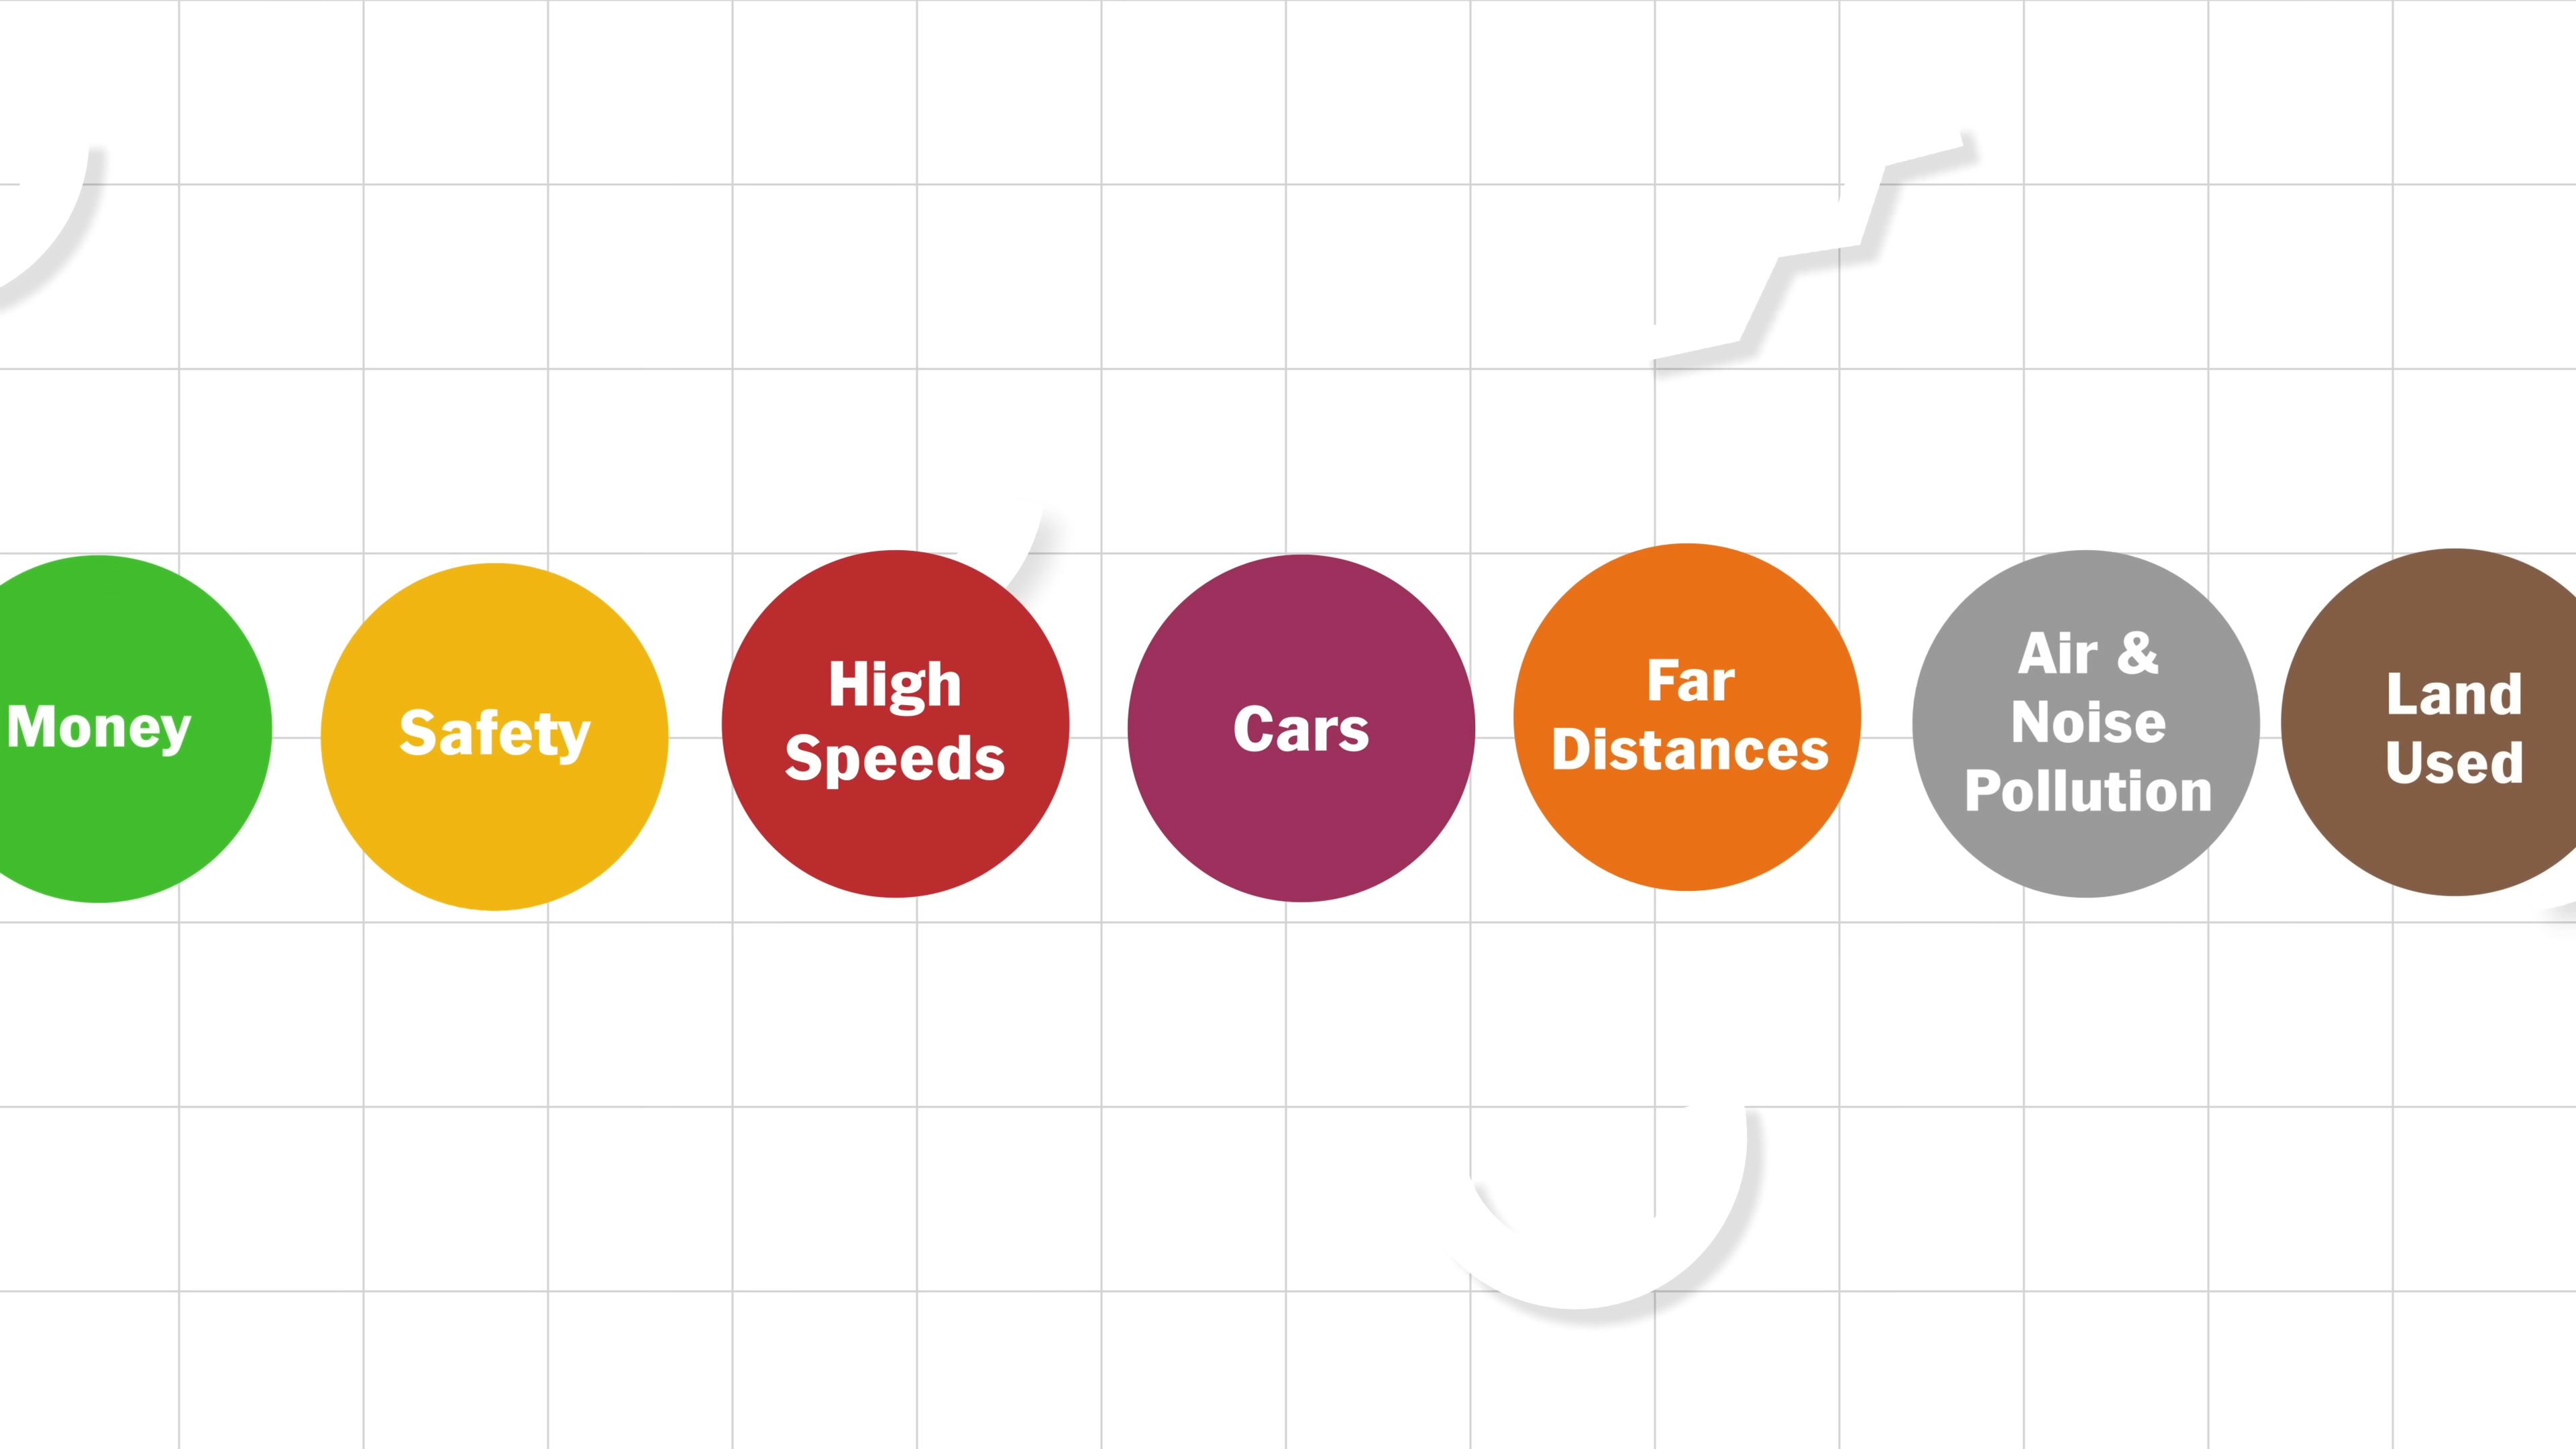 Money
Safety
High
Speeds
Cars
Far
Distances
Air &
Noise
Pollution
Land
Used